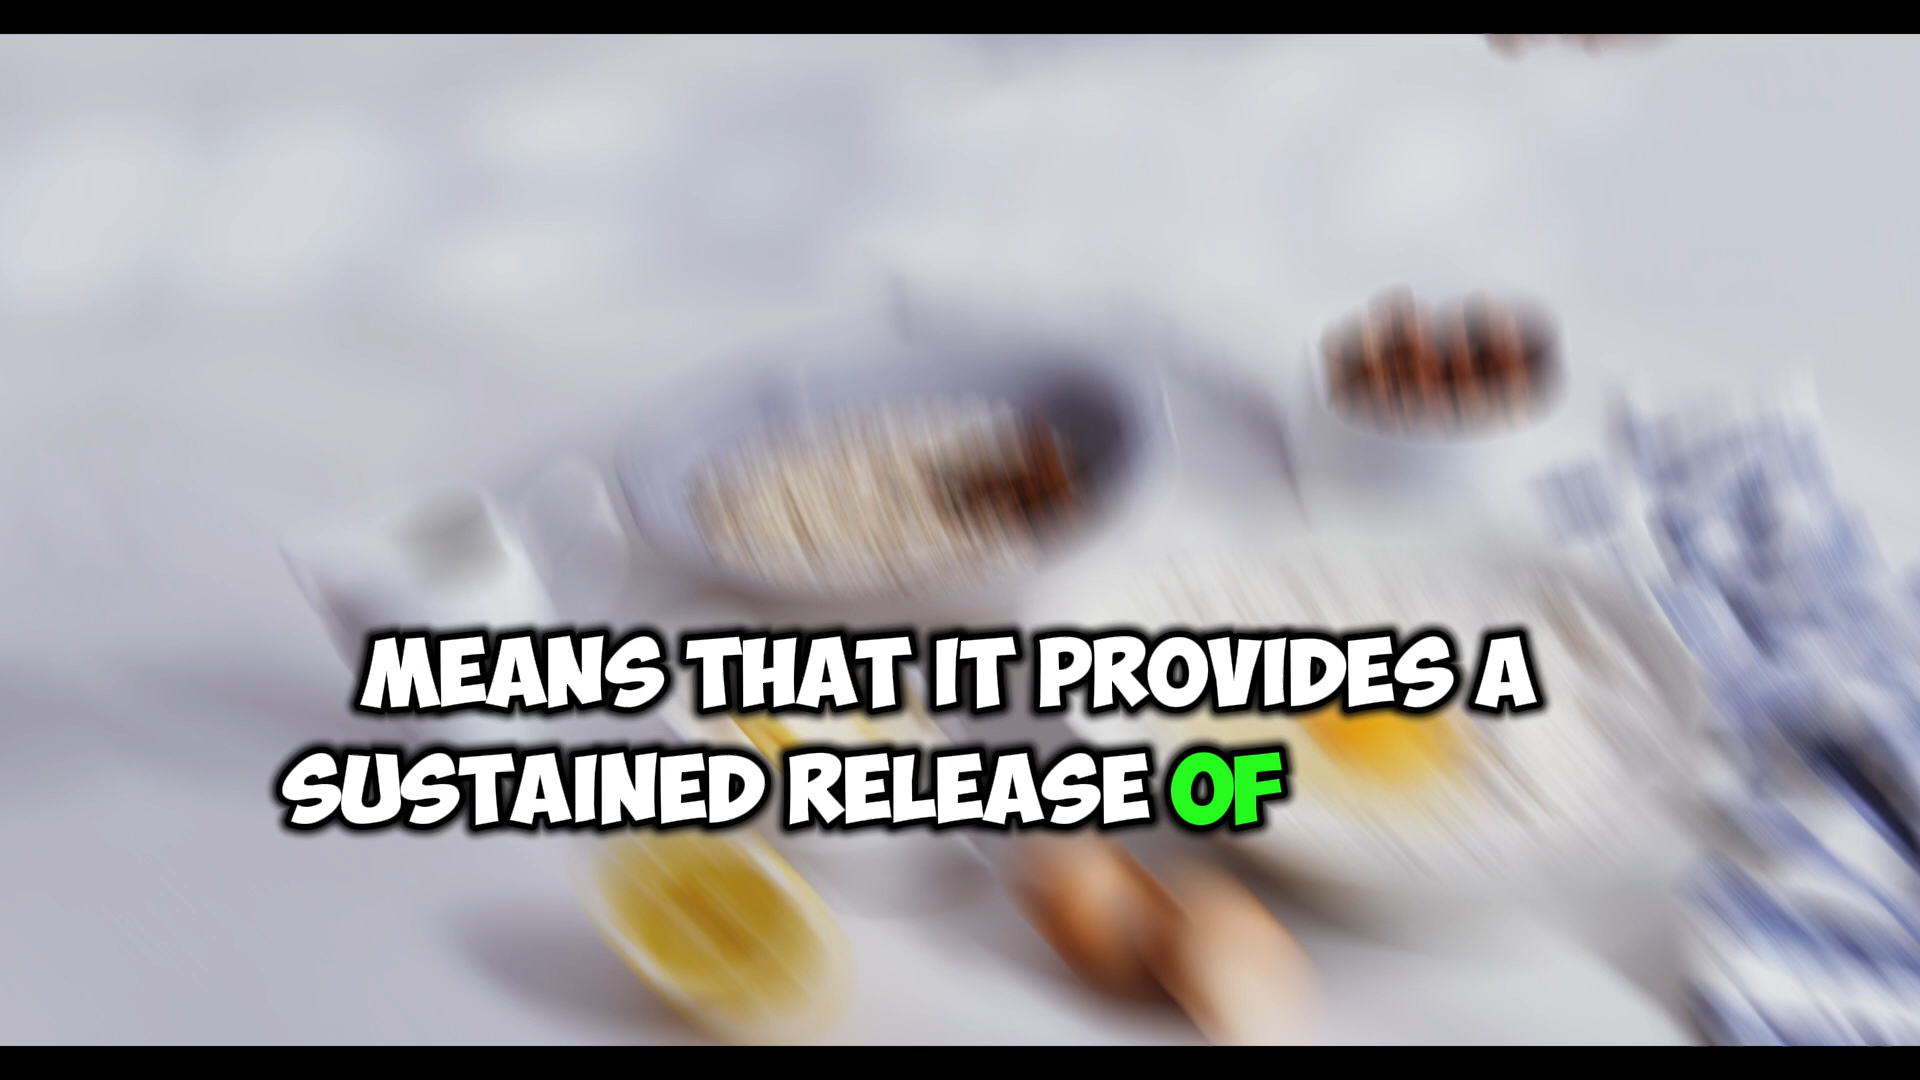 MEANS THAT IT PROVIDES A
SUSTAINED RELEASE OF